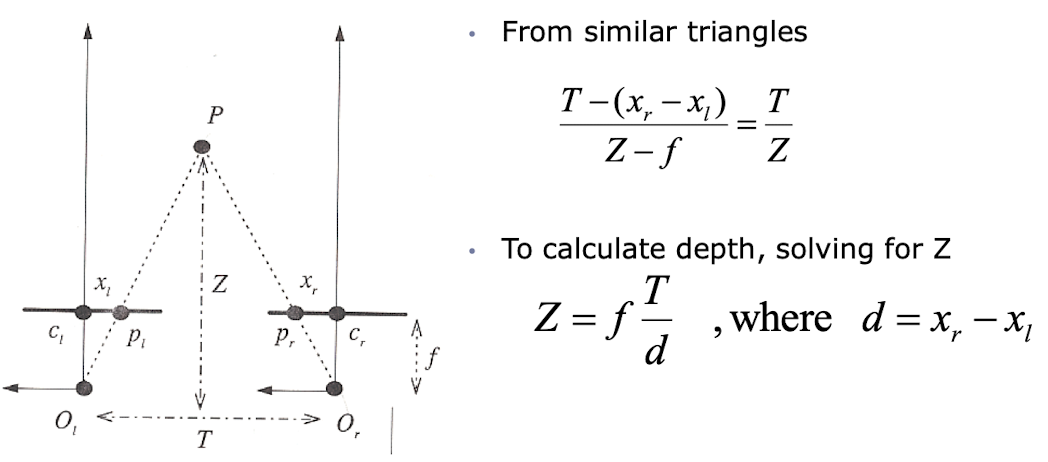 P
x_l Z x_r
c_l p_l p_r c_r
f
O_l T O_r
• From similar triangles
\frac{T-(x_r-x_l)}{Z-f}=\frac{T}{Z}
• To calculate depth, solving for Z
Z=f\frac{T}{d} ,where d=x_r-x_l